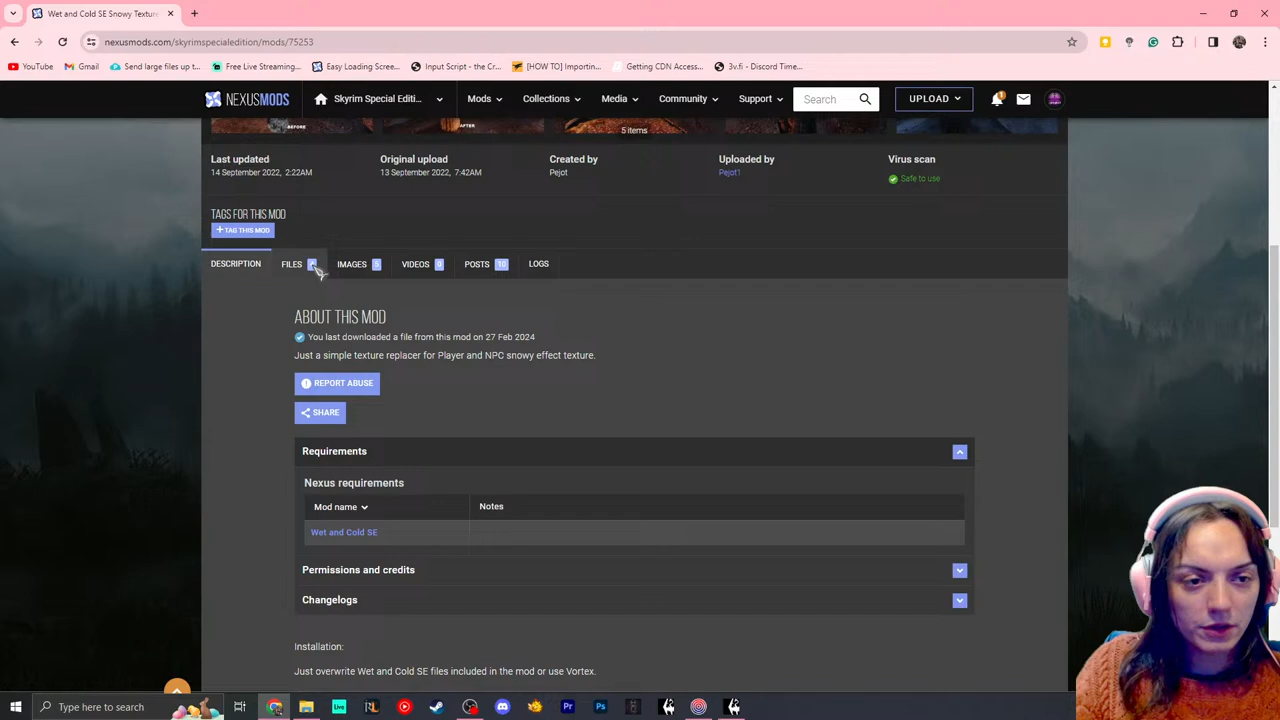 Wet and Cold SE Snowy Texture
nexusmods.com/skyrimspecialedition/mods/75253
YouTube Gmail Sending large files up t... Free Live Streaming... Easy Loading Scree... Input Script - the Cr... [HOW TO] Importin... Getting CDN Access... 3v.fi - Discord Time...
NEXUSMODS Skyrim Special Editi... Mods Collections Media Community Support Search UPLOAD
BEFORE AFTER 5 items
Last updated Original upload Created by Uploaded by Virus scan
14 September 2022, 2:22AM 13 September 2022, 7:42AM Pejot Pejot1 Safe to use
TAGS FOR THIS MOD
+ TAG THIS MOD
DESCRIPTION FILES IMAGES 5 VIDEOS 0 POSTS 10 LOGS
ABOUT THIS MOD
You last downloaded a file from this mod on 27 Feb 2024
Just a simple texture replacer for Player and NPC snowy effect texture.
REPORT ABUSE
SHARE
Requirements
Nexus requirements
Mod name Notes
Wet and Cold SE
Permissions and credits
Changelogs
Installation:
Just overwrite Wet and Cold SE files included in the mod or use Vortex.
Type here to search Live Pr Ps